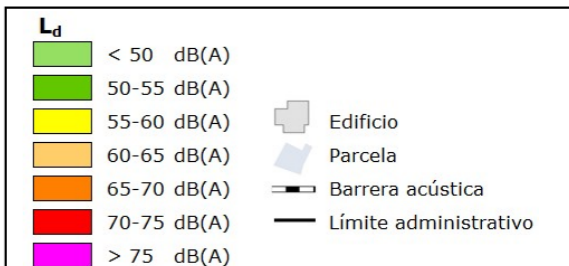 Ld
< 50 dB(A)
50-55 dB(A)
55-60 dB(A)
60-65 dB(A)
65-70 dB(A)
70-75 dB(A)
> 75 dB(A)
Edificio
Parcela
Barrera acústica
Límite administrativo